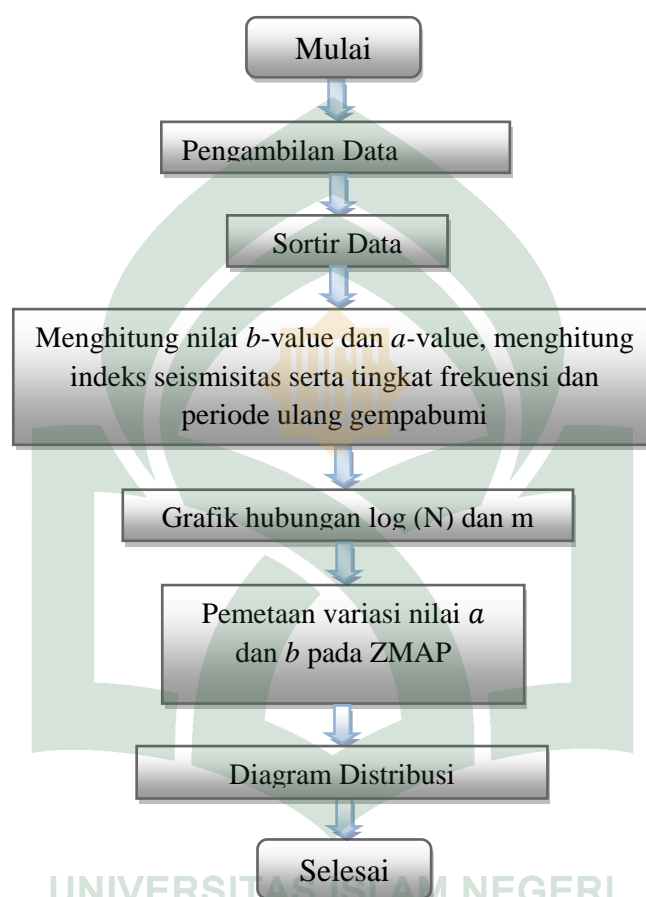 Mulai
Pengambilan Data
Sortir Data
Menghitung nilai b-value dan a-value, menghitung
indeks seismisitas serta tingkat frekuensi dan
periode ulang gempabumi
Grafik hubungan log (N) dan m
Pemetaan variasi nilai a
dan b pada ZMAP
Diagram Distribusi
Selesai
UNIVERSITAS ISLAM NEGERI